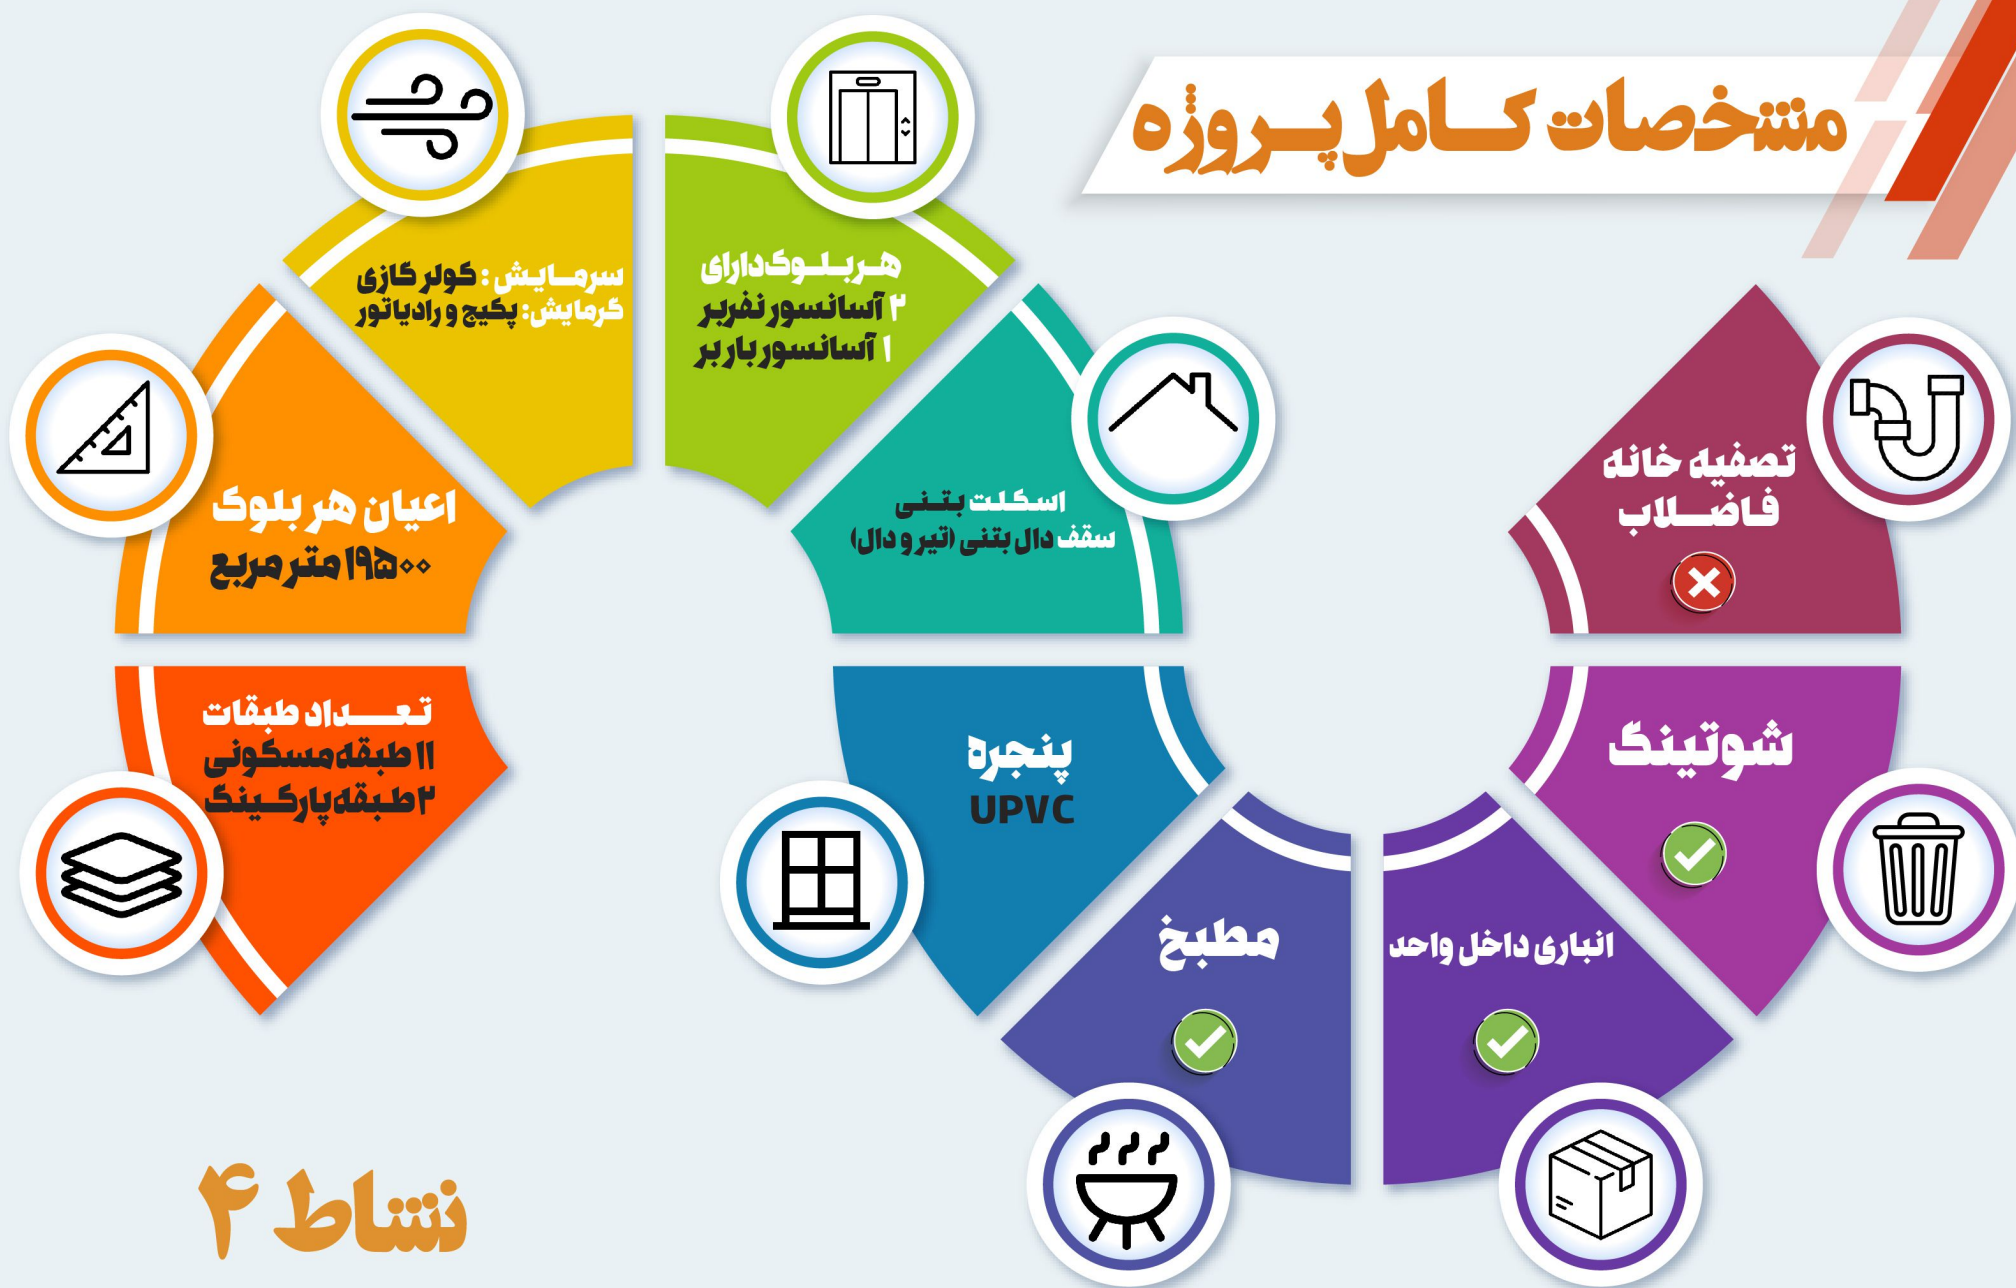 مشخصات کامل پروژه
هر بلوک دارای
۲ آسانسور نفربر
۱ آسانسور باربر
سرمایش: کولر گازی
گرمایش: پکیج و رادیاتور
اعیان هر بلوک
۱۹۵۰۰ متر مربع
تعداد طبقات
۱۱ طبقه مسکونی
۲ طبقه پارکینگ
اسکلت بتنی
سقف دال بتنی (تیر و دال)
پنجره
UPVC
مطبخ
انباری داخل واحد
شوتینگ
تصفیه خانه
فاضلاب
نشاط ۴